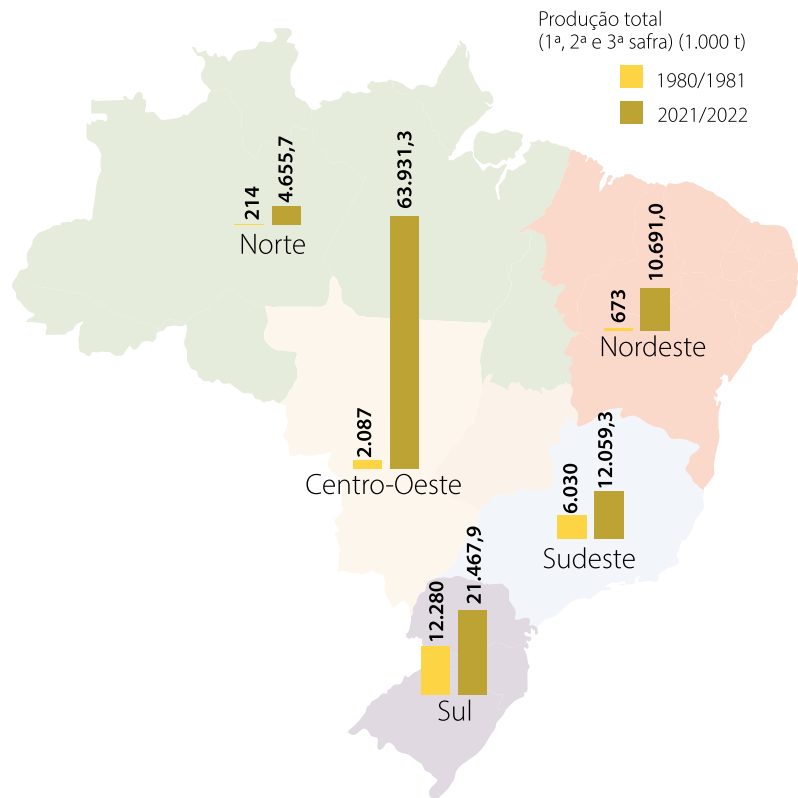 Produção total
(1ª, 2ª e 3ª safra) (1.000 t)
1980/1981
2021/2022
214
4.655,7
Norte
63.931,3
2.087
Centro-Oeste
673
10.691,0
Nordeste
6.030
12.059,3
Sudeste
12.280
21.467,9
Sul